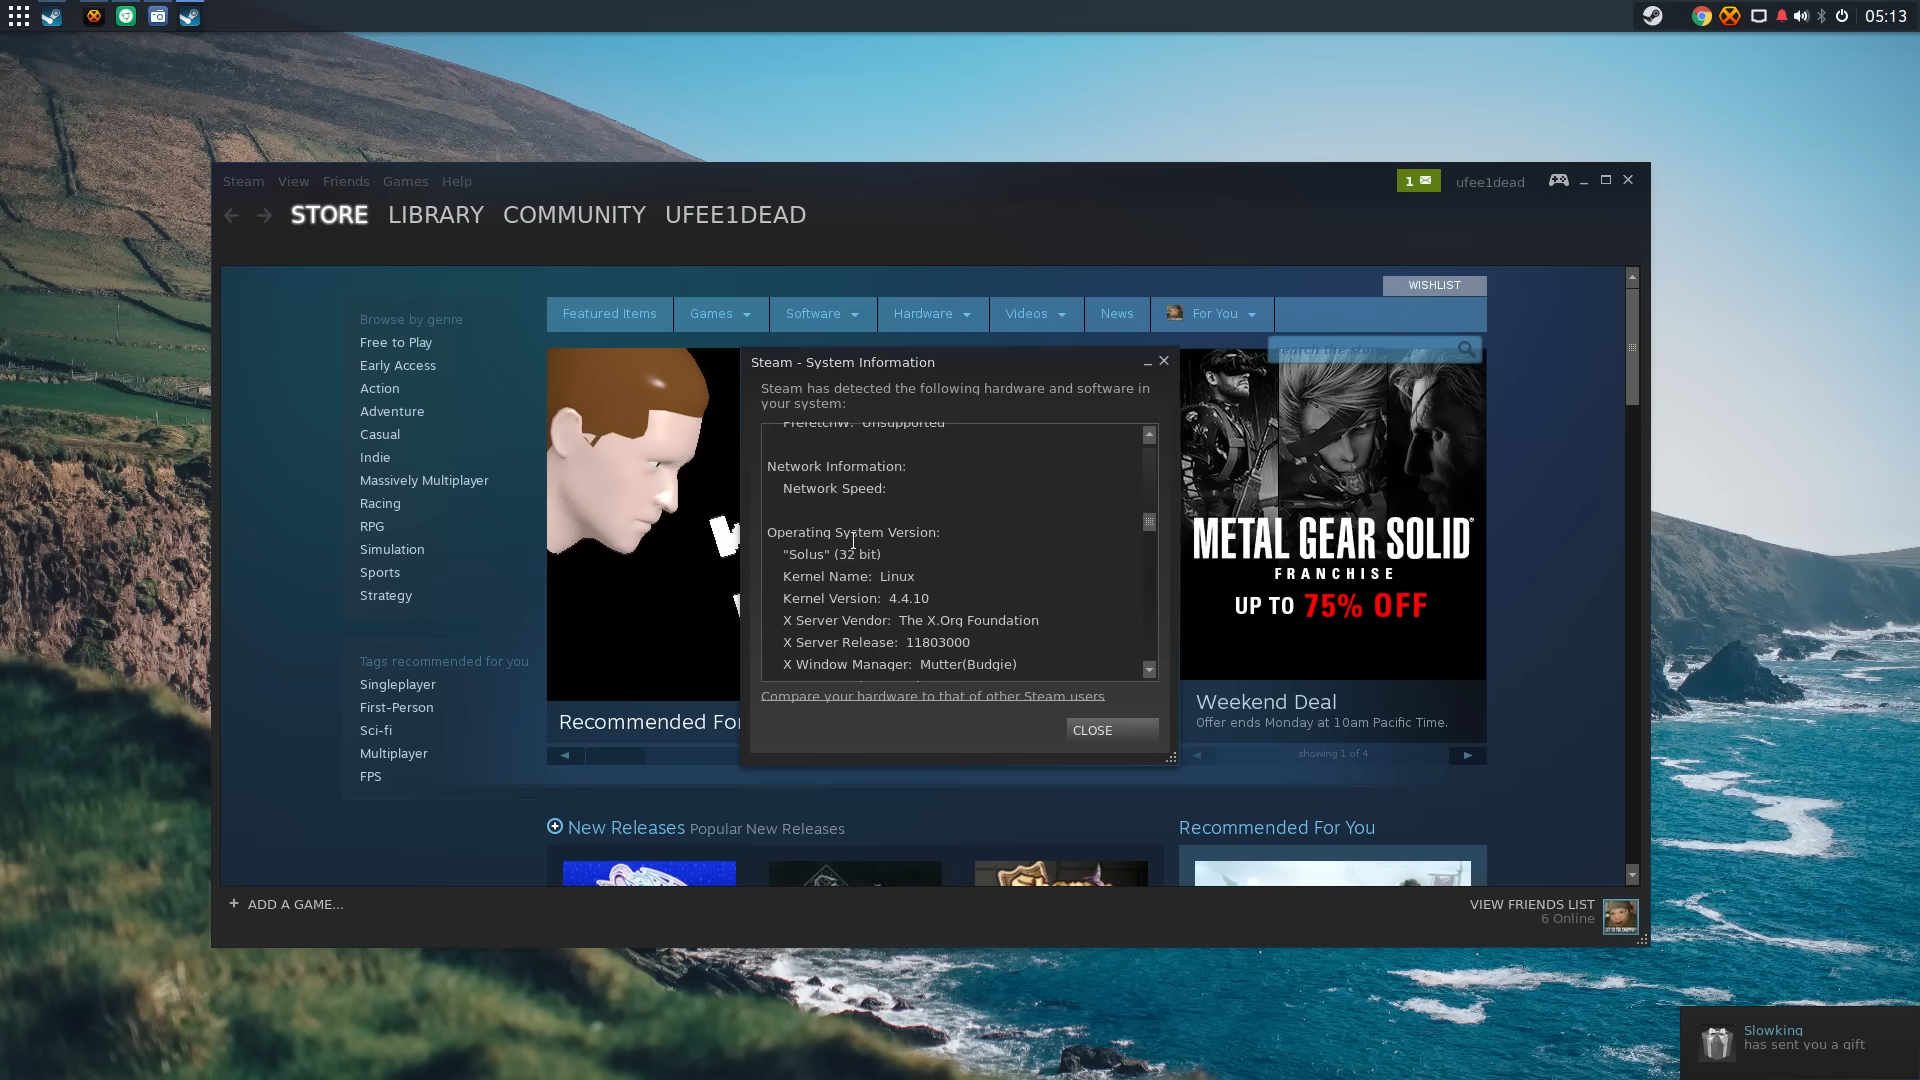 05:13
Steam View Friends Games Help
1
ufee1dead
STORE LIBRARY COMMUNITY UFEE1DEAD
WISHLIST
Featured Items Games Software Hardware Videos News For You
search the store
Browse by genre
Free to Play
Early Access
Action
Adventure
Casual
Indie
Massively Multiplayer
Racing
RPG
Simulation
Sports
Strategy
Tags recommended for you
Singleplayer
First-Person
Sci-fi
Multiplayer
FPS
Recommended For
Steam - System Information
Steam has detected the following hardware and software in
your system:
PrefetchW: Unsupported
Network Information:
Network Speed:
Operating System Version:
"Solus" (32 bit)
Kernel Name: Linux
Kernel Version: 4.4.10
X Server Vendor: The X.Org Foundation
X Server Release: 11803000
X Window Manager: Mutter(Budgie)
Compare your hardware to that of other Steam users
CLOSE
METAL GEAR SOLID
FRANCHISE
UP TO 75% OFF
Weekend Deal
Offer ends Monday at 10am Pacific Time.
showing 1 of 4
New Releases Popular New Releases
Recommended For You
+ ADD A GAME...
VIEW FRIENDS LIST
6 Online
Slowking
has sent you a gift